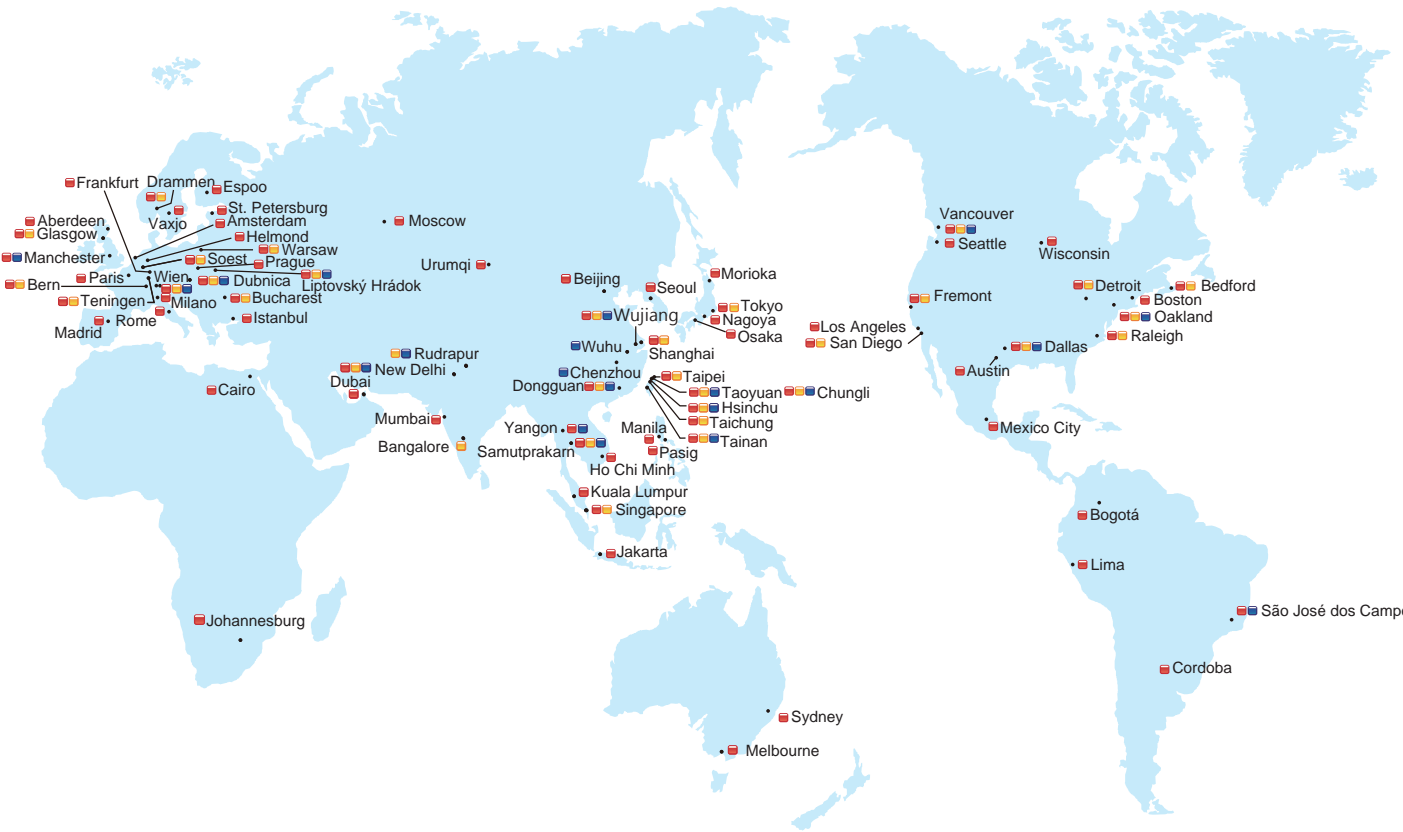 Frankfurt
Drammen
Espoo
Aberdeen
Vaxjo
St. Petersburg
Amsterdam
Moscow
Glasgow
Helmond
Manchester
Warsaw
Soest
Prague
Paris
Wien
Bern
Dubnica
Liptovský Hrádok
Teningen
Milano
Bucharest
Madrid
Rome
Istanbul
Urumqi
Beijing
Seoul
Morioka
Tokyo
Wujiang
Nagoya
Osaka
Wuhu
Shanghai
Rudrapur
New Delhi
Dubai
Chenzhou
Dongguan
Taipei
Cairo
Taoyuan
Chungli
Hsinchu
Mumbai
Taichung
Yangon
Manila
Bangalore
Samutprakarn
Tainan
Pasig
Ho Chi Minh
Kuala Lumpur
Singapore
Jakarta
Johannesburg
Sydney
Melbourne
Vancouver
Seattle
Wisconsin
Fremont
Detroit
Bedford
Boston
Los Angeles
Oakland
San Diego
Raleigh
Dallas
Austin
Mexico City
Bogotá
Lima
São José dos Camp
Cordoba